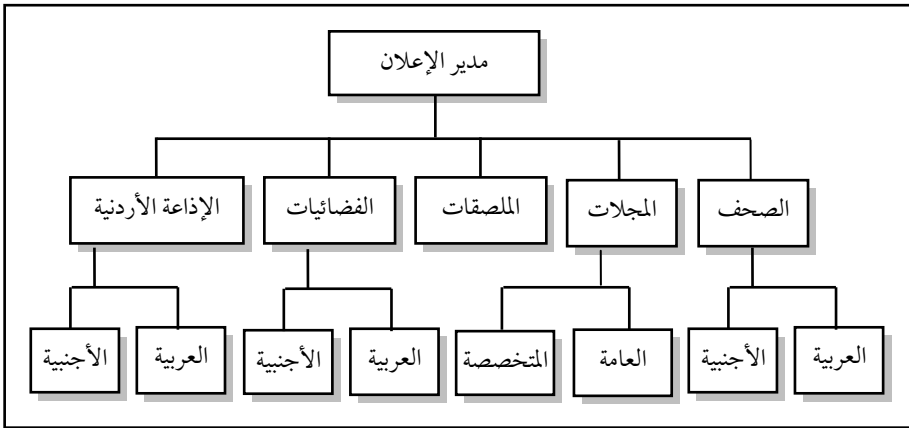 مدير الإعلان
الصحف
المجلات
الملصقات
الفضائيات
الإذاعة الأردنية
العربية
الأجنبية
العامة
المتخصصة
العربية
الأجنبية
العربية
الأجنبية